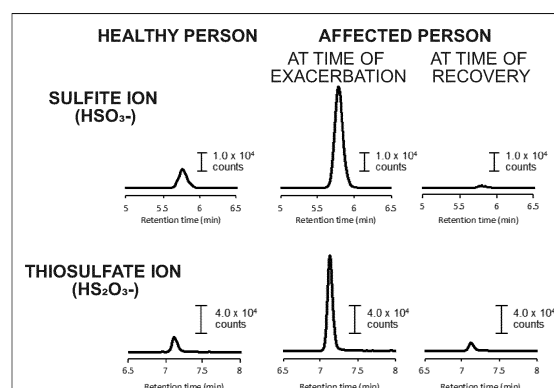 HEALTHY PERSON
AFFECTED PERSON
AT TIME OF
EXACERBATION
AT TIME OF
RECOVERY
SULFITE ION
(HSO₃-)
1.0 x 10⁴
counts
1.0 x 10⁴
counts
1.0 x 10⁴
counts
5 5.5 6 6.5
Retention time (min)
5 5.5 6 6.5
Retention time (min)
5 5.5 6 6.5
Retention time (min)
THIOSULFATE ION
(HS₂O₃-)
4.0 x 10⁴
counts
4.0 x 10⁴
counts
4.0 x 10⁴
counts
6.5 7 7.5 8
Retention time (min)
6.5 7 7.5 8
Retention time (min)
6.5 7 7.5 8
Retention time (min)